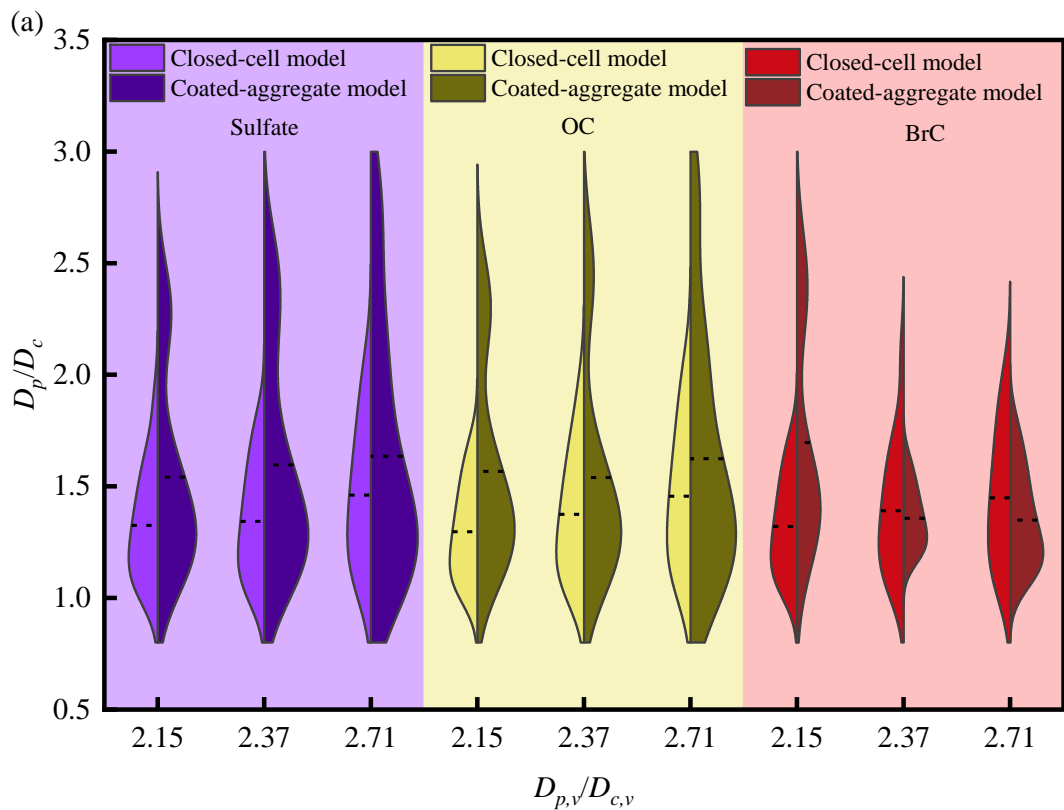 (a)
3.5
3.0
2.5
2.0
1.5
1.0
0.5
D_p/D_c
Closed-cell model
Coated-aggregate model
Sulfate
Closed-cell model
Coated-aggregate model
OC
Closed-cell model
Coated-aggregate model
BrC
2.15 2.37 2.71 2.15 2.37 2.71 2.15 2.37 2.71
D_{p,v}/D_{c,v}